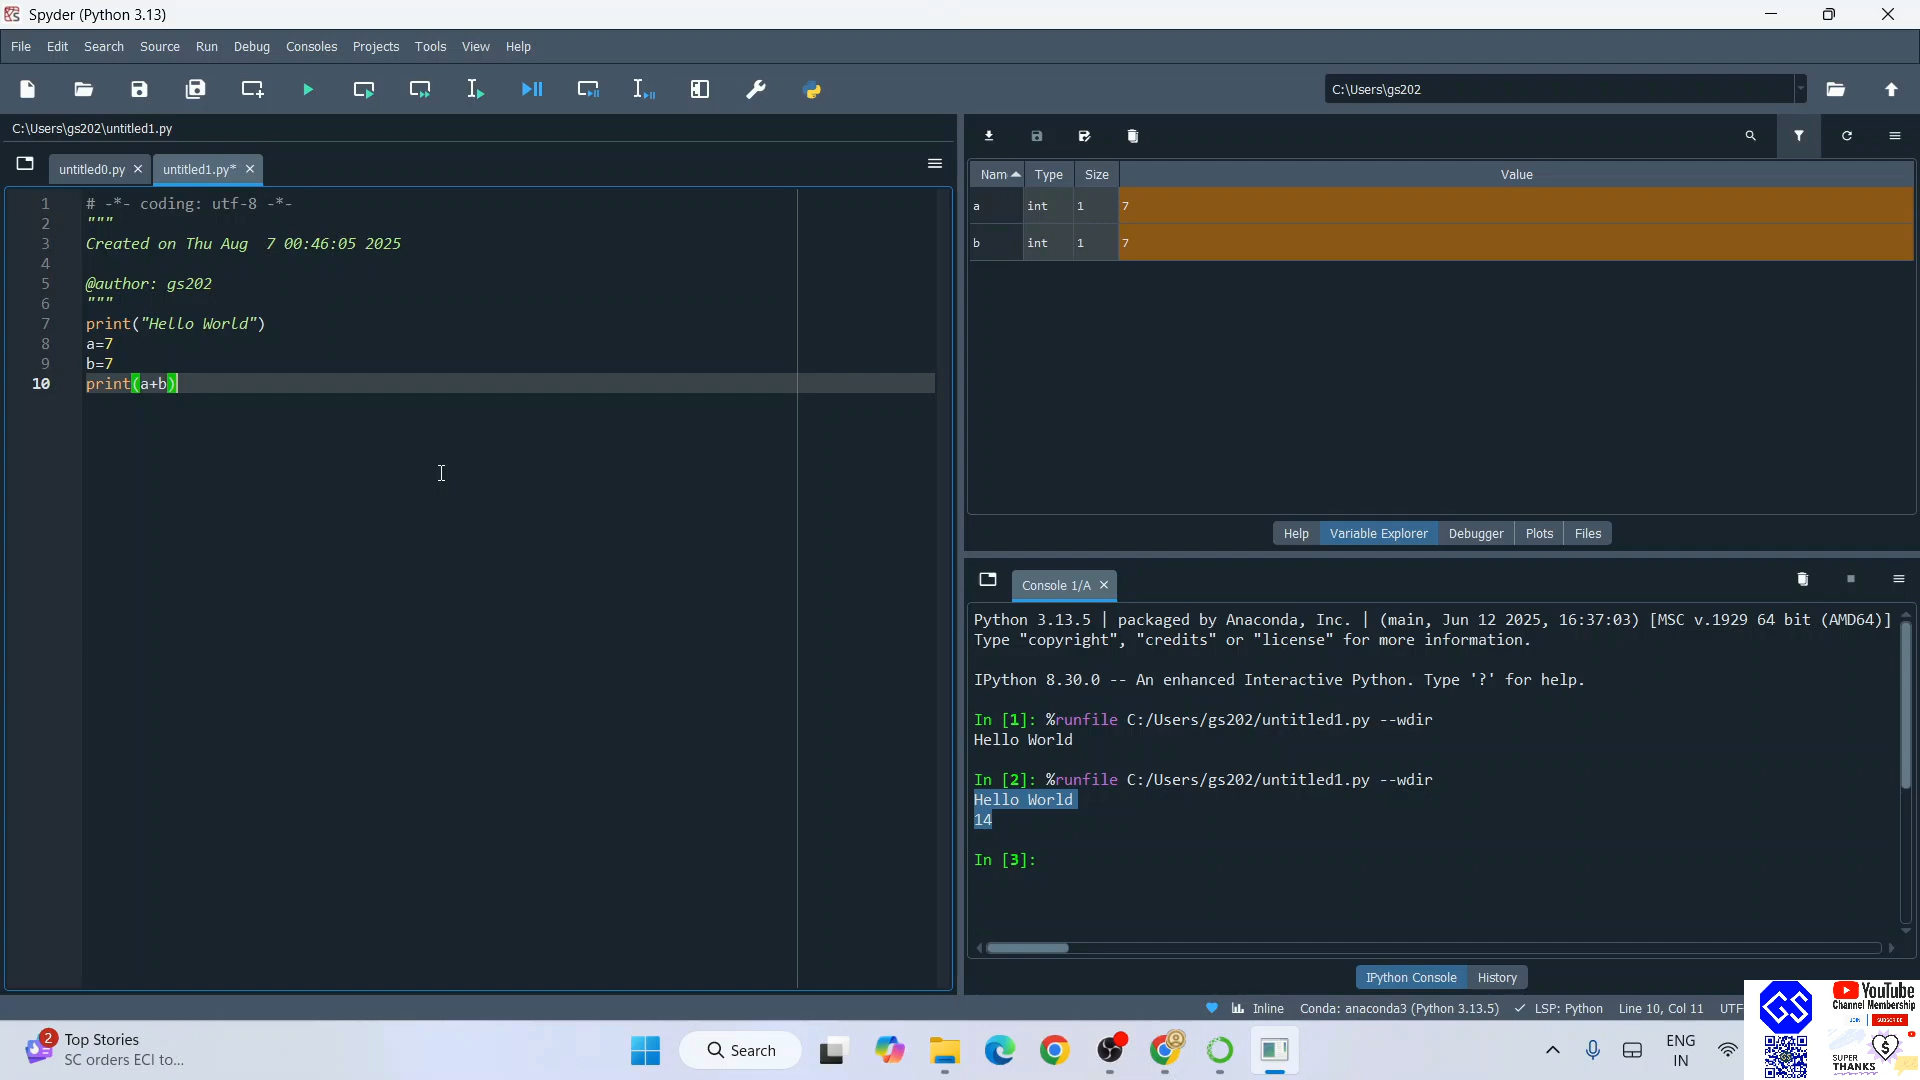 Spyder (Python 3.13)
File Edit Search Source Run Debug Consoles Projects Tools View Help
C:\Users\gs202
C:\Users\gs202\untitled1.py
untitled0.py
untitled1.py*
1 # -*- coding: utf-8 -*-
2 """
3 Created on Thu Aug  7 00:46:05 2025
4
5 @author: gs202
6 """
7 print("Hello World")
8 a=7
9 b=7
10 print(a+b)
Nam Type Size Value
a int 1 7
b int 1 7
Help Variable Explorer Debugger Plots Files
Console 1/A
Python 3.13.5 | packaged by Anaconda, Inc. | (main, Jun 12 2025, 16:37:03) [MSC v.1929 64 bit (AMD64)]
Type "copyright", "credits" or "license" for more information.
IPython 8.30.0 -- An enhanced Interactive Python. Type '?' for help.
In [1]: %runfile C:/Users/gs202/untitled1.py --wdir
Hello World
In [2]: %runfile C:/Users/gs202/untitled1.py --wdir
Hello World
14
In [3]:
IPython Console History
Inline Conda: anaconda3 (Python 3.13.5) LSP: Python Line 10, Col 11 UTF
2
Top Stories
SC orders ECI to...
Search
ENG
IN
GS
YouTube
Channel Membership
JOIN SUBSCRIBE
SUPER
THANKS
$